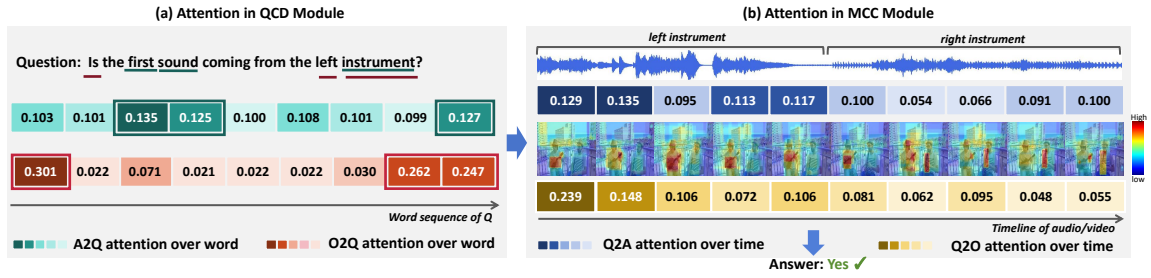 (a) Attention in QCD Module
Question: Is the first sound coming from the left instrument?
0.103 0.101 0.135 0.125 0.100 0.108 0.101 0.099 0.127
0.301 0.022 0.071 0.021 0.022 0.022 0.030 0.262 0.247
Word sequence of Q
A2Q attention over word O2Q attention over word
(b) Attention in MCC Module
left instrument right instrument
0.129 0.135 0.095 0.113 0.117 0.100 0.054 0.066 0.091 0.100
High
low
0.239 0.148 0.106 0.072 0.106 0.081 0.062 0.095 0.048 0.055
Timeline of audio/video
Q2A attention over time Q2O attention over time
Answer: Yes ✓